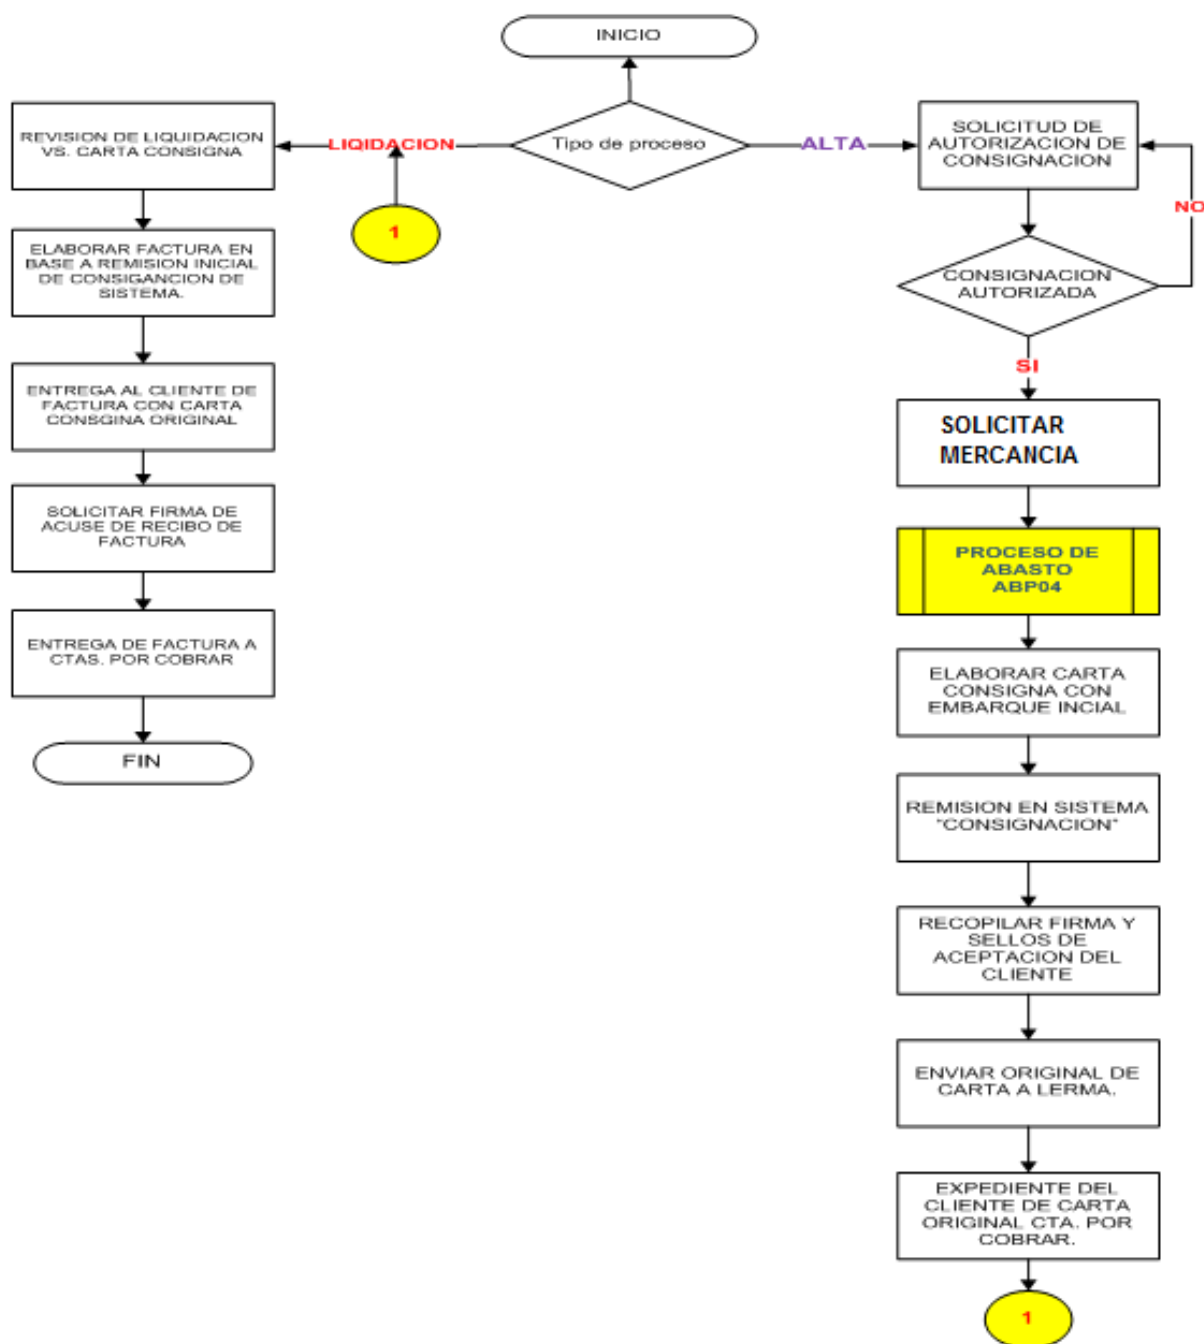 INICIO
Tipo de proceso
LIQIDACION
ALTA
1
REVISION DE LIQUIDACION
VS. CARTA CONSIGNA
ELABORAR FACTURA EN
BASE A REMISION INICIAL
DE CONSIGANCION DE
SISTEMA.
ENTREGA AL CLIENTE DE
FACTURA CON CARTA
CONSGINA ORIGINAL
SOLICITAR FIRMA DE
ACUSE DE RECIBO DE
FACTURA
ENTREGA DE FACTURA A
CTAS. POR COBRAR
FIN
SOLICITUD DE
AUTORIZACION DE
CONSIGNACION
NO
CONSIGNACION
AUTORIZADA
SI
SOLICITAR
MERCANCIA
PROCESO DE
ABASTO
ABP04
ELABORAR CARTA
CONSIGNA CON
EMBARQUE INCIAL
REMISION EN SISTEMA
"CONSIGNACION"
RECOPILAR FIRMA Y
SELLOS DE
ACEPTACION DEL
CLIENTE
ENVIAR ORIGINAL DE
CARTA A LERMA.
EXPEDIENTE DEL
CLIENTE DE CARTA
ORIGINAL CTA. POR
COBRAR.
1